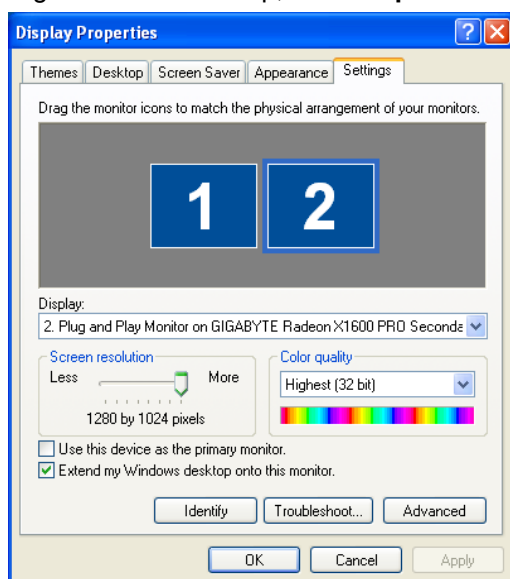 Display Properties
Themes Desktop Screen Saver Appearance Settings
Drag the monitor icons to match the physical arrangement of your monitors.
1 2
Display:
2. Plug and Play Monitor on GIGABYTE Radeon X1600 PRO Seconda
Screen resolution
Color quality
Less More
Highest (32 bit)
1280 by 1024 pixels
Use this device as the primary monitor.
Extend my Windows desktop onto this monitor.
Identify Troubleshoot... Advanced
OK Cancel Apply